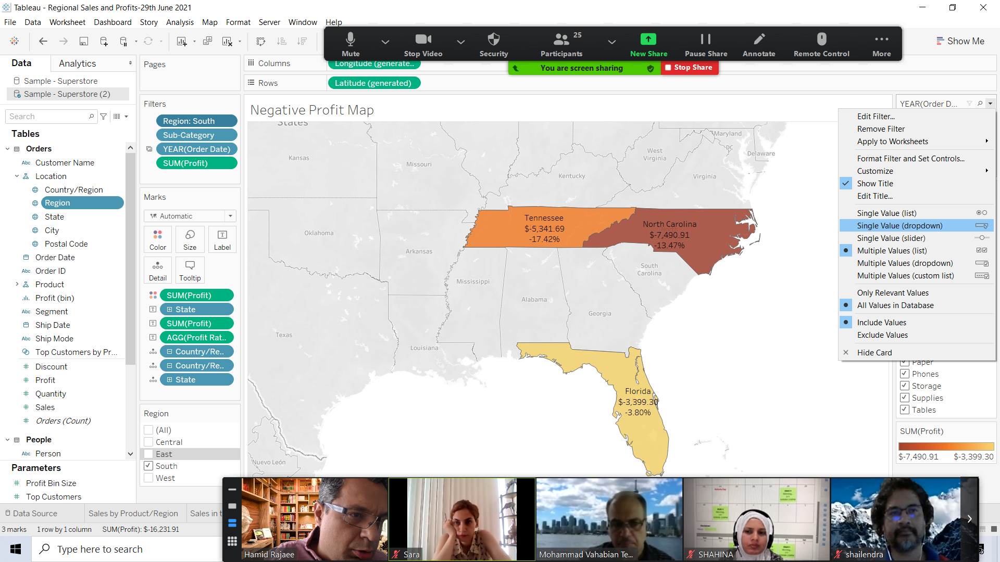 Tableau - Regional Sales and Profits-29th June 2021
File Data Worksheet Dashboard Story Analysis Map Format Server Window Help
Mute
Stop Video
Security
Participants 25
New Share
Pause Share
Annotate
Remote Control
More
You are screen sharing
Stop Share
Show Me
Data
Analytics
Sample - Superstore
Sample - Superstore (2)
Search
Tables
Orders
Abc Customer Name
Location
Country/Region
Region
State
City
Postal Code
Order Date
Abc Order ID
Product
Profit (bin)
Abc Segment
Ship Date
Abc Ship Mode
Top Customers by Pr...
# Discount
# Profit
# Quantity
# Sales
# Orders (Count)
People
Abc Person
Parameters
# Profit Bin Size
# Top Customers
Pages
Filters
Region: South
Sub-Category
YEAR(Order Date)
SUM(Profit)
Marks
Automatic
Color
Size
Label
Detail
Tooltip
SUM(Profit)
State
SUM(Profit)
AGG(Profit Rat..
Country/Re..
Country/Re..
State
Region
(All)
Central
East
South
West
Columns
Longitude (generate..
Rows
Latitude (generated)
Negative Profit Map
States
Kansas
Missouri
Kentucky
West
Virginia
Virginia
Maryland
DC
Delaware
Oklahoma
Arkansas
Tennessee
$-5,341.69
-17.42%
North Carolina
$-7,490.91
-13.47%
South
Carolina
Mississippi
Alabama
Georgia
Texas
Louisiana
Florida
$-3,399.30
-3.80%
Nuevo León
YEAR(Order D...
Edit Filter...
Remove Filter
Apply to Worksheets
Format Filter and Set Controls...
Customize
Show Title
Edit Title...
Single Value (list)
Single Value (dropdown)
Single Value (slider)
Multiple Values (list)
Multiple Values (dropdown)
Multiple Values (custom list)
Only Relevant Values
All Values in Database
Include Values
Exclude Values
Hide Card
Paper
Phones
Storage
Supplies
Tables
SUM(Profit)
$-7,490.91 $-3,399.30
Data Source
Sales by Product/Region
Sales in t
3 marks 1 row by 1 column SUM(Profit): $-16,231.91
Type here to search
Hamid Rajaee
Sara
Mohammad Vahabian Te...
SHAHINA
shailendra